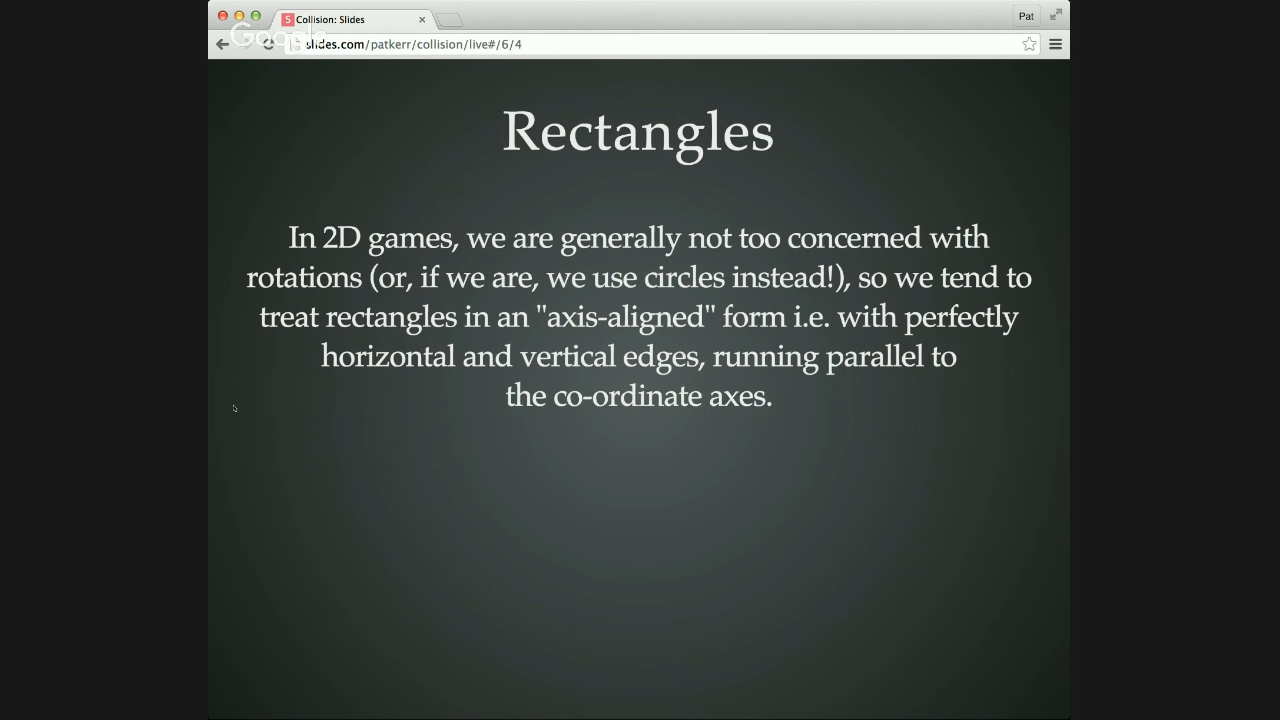 Collision: Slides
Pat
Google
slides.com/patkerr/collision/live#/6/4
Rectangles
In 2D games, we are generally not too concerned with
rotations (or, if we are, we use circles instead!), so we tend to
treat rectangles in an "axis-aligned" form i.e. with perfectly
horizontal and vertical edges, running parallel to
the co-ordinate axes.